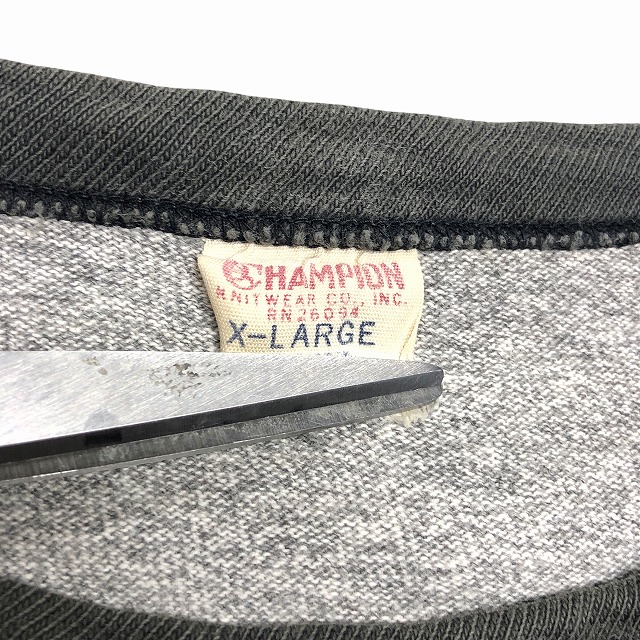 CHAMPION
KNITWEAR CO., INC.
RN26094
X-LARGE